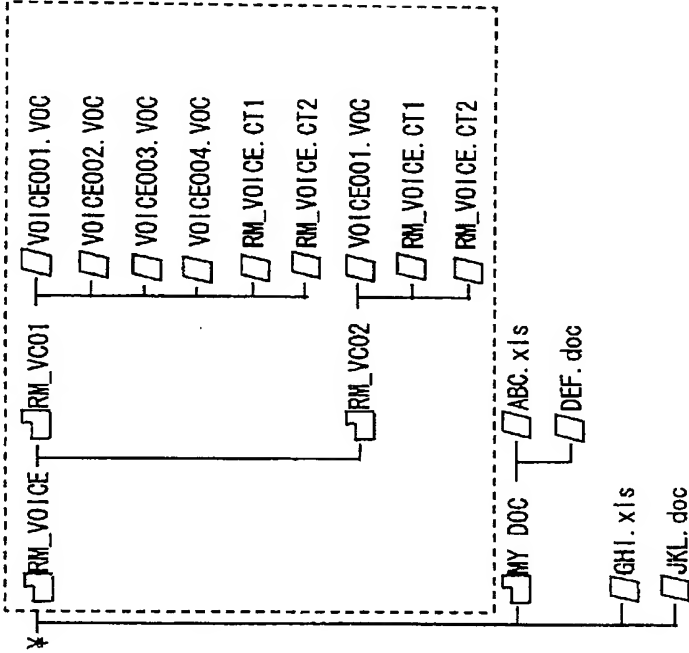 ¥
RM_VOICE
RM_VC01
VOICE001. VOC
VOICE002. VOC
VOICE003. VOC
VOICE004. VOC
RM_VOICE. CT1
RM_VOICE. CT2
RM_VC02
VOICE001. VOC
RM_VOICE. CT1
RM_VOICE. CT2
MY DOC
ABC. xls
DEF. doc
GHI. xls
JKL. doc